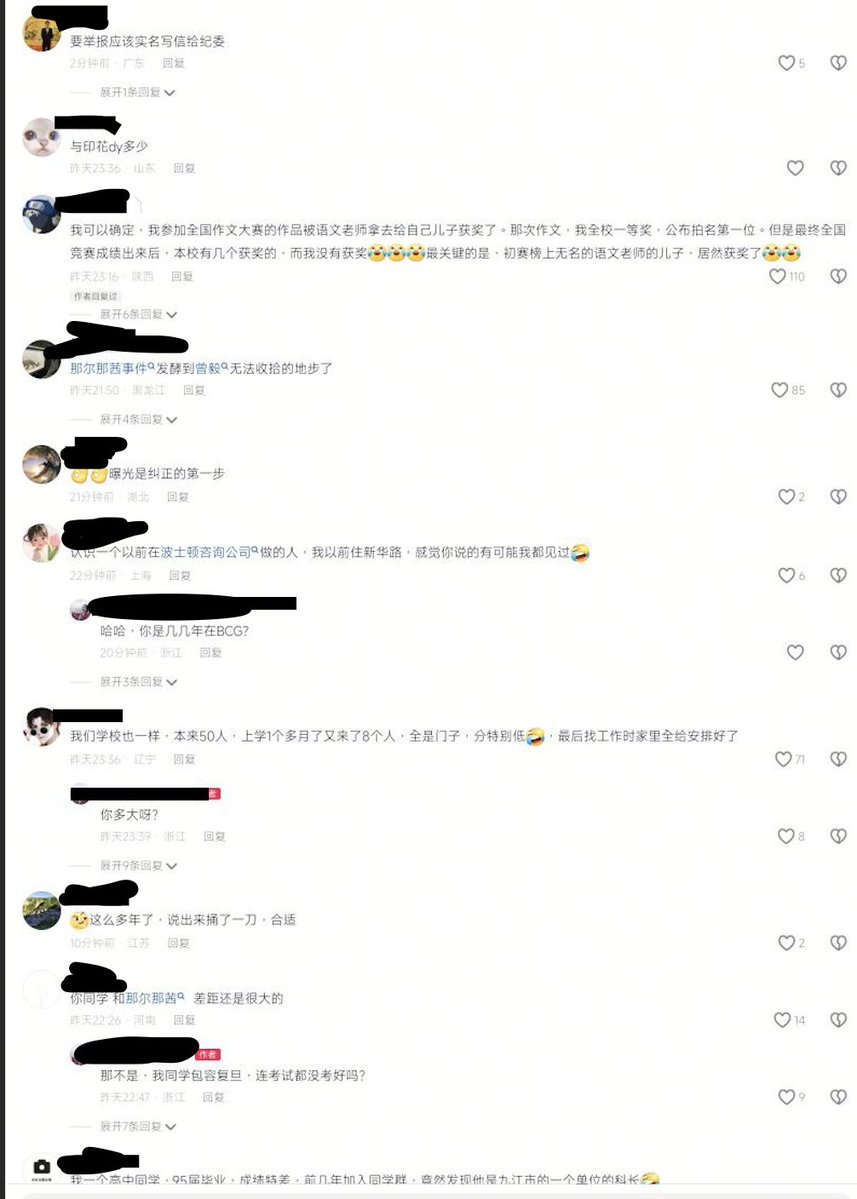 要举报应该实名写信给纪委
2分钟前 · 广东 回复
5
展开1条回复
与印花dy多少
昨天23:36 · 山东 回复
我可以确定，我参加全国作文大赛的作品被语文老师拿去给自己儿子获奖了。那次作文，我全校一等奖，公布拍名第一位。但是最终全国
竞赛成绩出来后，本校有几个获奖的，而我没有获奖😂😂😂最关键的是，初赛榜上无名的语文老师的儿子，居然获奖了😂😂
昨天23:16 · 陕西 回复
110
作者回复过
展开6条回复
那尔那茜事件发酵到曾毅无法收拾的地步了
昨天21:50 · 黑龙江 回复
85
展开4条回复
曝光是纠正的第一步
21分钟前 · 湖北 回复
2
认识一个以前在波士顿咨询公司做的人，我以前住新华路，感觉你说的有可能我都见过🤣
22分钟前 · 上海 回复
6
哈哈，你是几几年在BCG?
20分钟前 · 浙江 回复
展开3条回复
我们学校也一样，本来50人，上学1个多月了又来了8个人，全是门子，分特别低🤣，最后找工作时家里全给安排好了
昨天23:36 · 辽宁 回复
71
者
你多大呀?
昨天23:39 · 浙江 回复
8
展开9条回复
🤔这么多年了，说出来捅了一刀，合适
10分钟前 · 江苏 回复
2
你同学 和那尔那茜 差距还是很大的
昨天22:26 · 河南 回复
14
作者
那不是，我同学包容复旦，连考试都没考好吗?
昨天22:47 · 浙江 回复
9
展开7条回复
我一个高中同学，95届毕业，成绩特差，前几年加入同学群，竟然发现他是九江市的一个单位的科长🤣